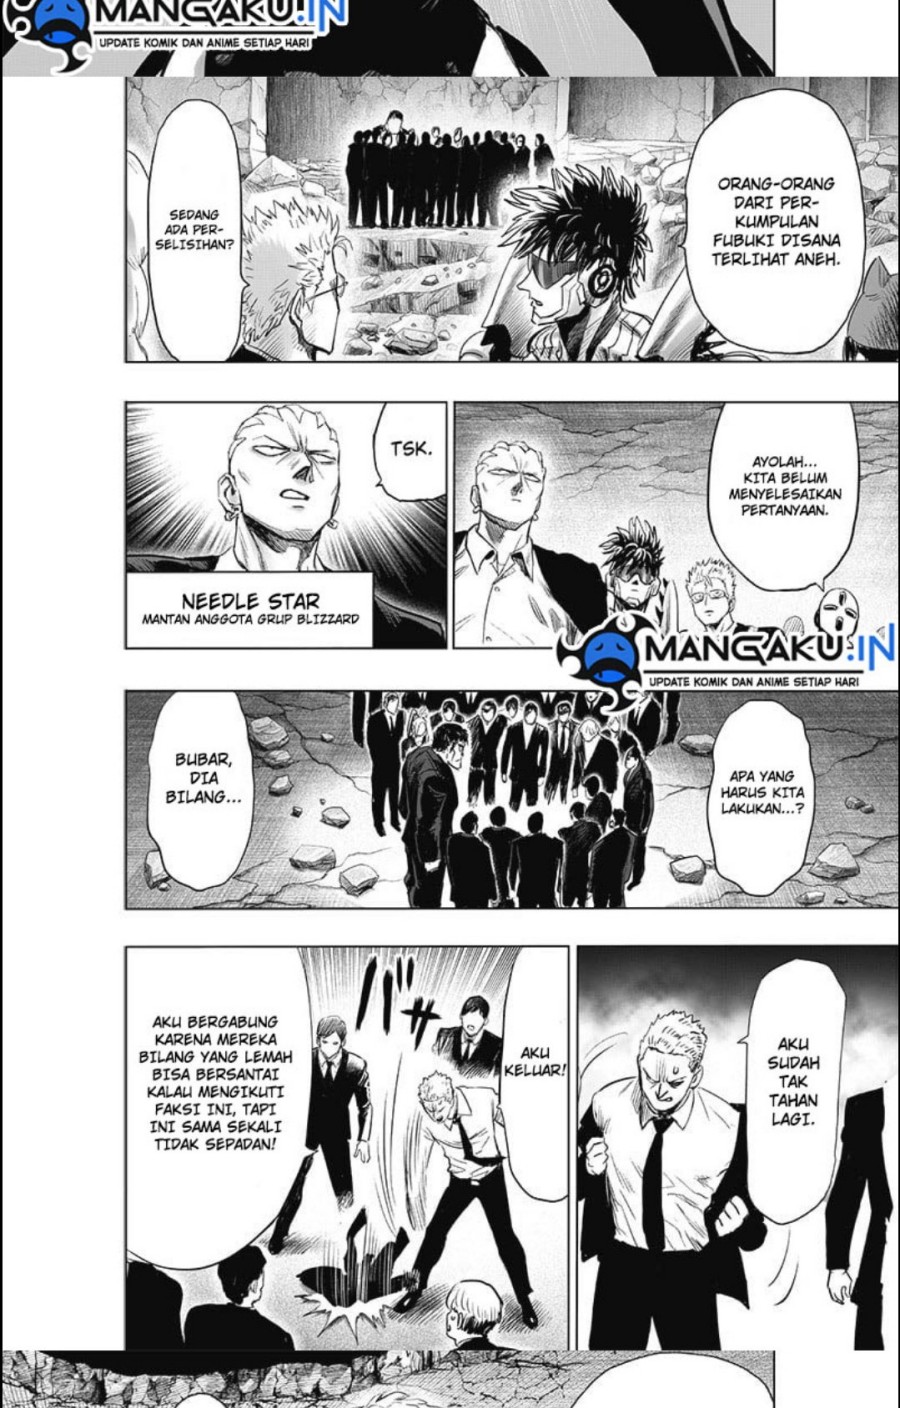 MANGAKU.IN
UPDATE KOMIK DAN ANIME SETIAP HARI
ORANG-ORANG
DARI PER-
KUMPULAN
FUBUKI DISANA
TERLIHAT ANEH.
SEDANG
ADA PER-
SELISIHAN?
AYOLAH...
KITA BELUM
MENYELESAIKAN
PERTANYAAN.
TSK.
NEEDLE STAR
MANTAN ANGGOTA GRUP BLIZZARD
MANGAKU.IN
UPDATE KOMIK DAN ANIME SETIAP HARI
APA YANG
HARUS KITA
LAKUKAN...?
BUBAR,
DIA
BILANG...
AKU
SUDAH
TAK
TAHAN
LAGI.
バサ
AKU
KELUAR!
AKU BERGABUNG
KARENA MEREKA
BILANG YANG LEMAH
BISA BERSANTAI
KALAU MENGIKUTI
FAKSI INI, TAPI
INI SAMA SEKALI
TIDAK SEPADAN!